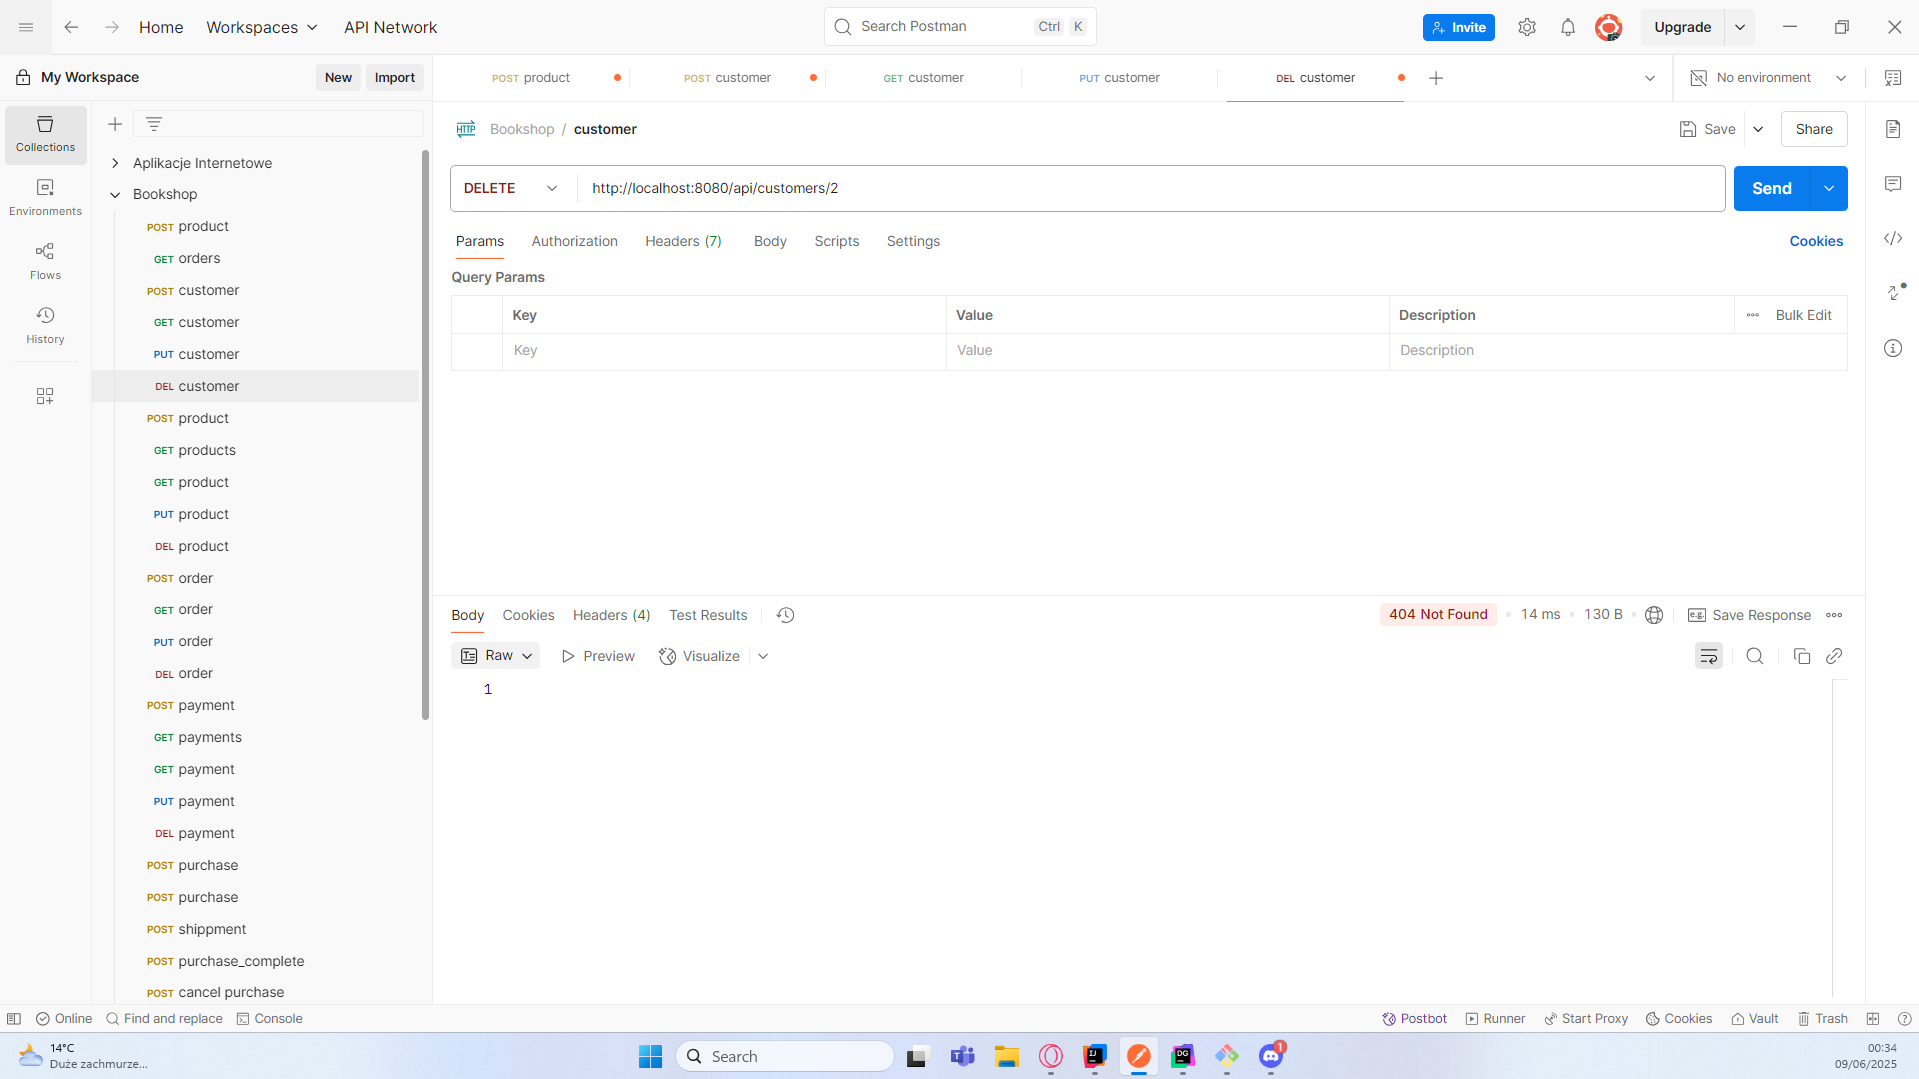 Home
Workspaces
API Network
Search Postman
Ctrl K
Invite
Upgrade
My Workspace
New
Import
POST product
POST customer
GET customer
PUT customer
DEL customer
No environment
Collections
Environments
Flows
History
Aplikacje Internetowe
Bookshop
POST product
GET orders
POST customer
GET customer
PUT customer
DEL customer
POST product
GET products
GET product
PUT product
DEL product
POST order
GET order
PUT order
DEL order
POST payment
GET payments
GET payment
PUT payment
DEL payment
POST purchase
POST purchase
POST shippment
POST purchase_complete
POST cancel purchase
HTTP Bookshop / customer
Save
Share
DELETE
http://localhost:8080/api/customers/2
Send
Params Authorization Headers (7) Body Scripts Settings
Cookies
Query Params
Key Value Description Bulk Edit
Key Value Description
Body Cookies Headers (4) Test Results
404 Not Found 14 ms 130 B
e.g. Save Response
Raw Preview Visualize
1
Online Find and replace Console
Postbot Runner Start Proxy Cookies Vault Trash
14°C
Duże zachmurze...
Search
IJ
DG
1
00:34
09/06/2025